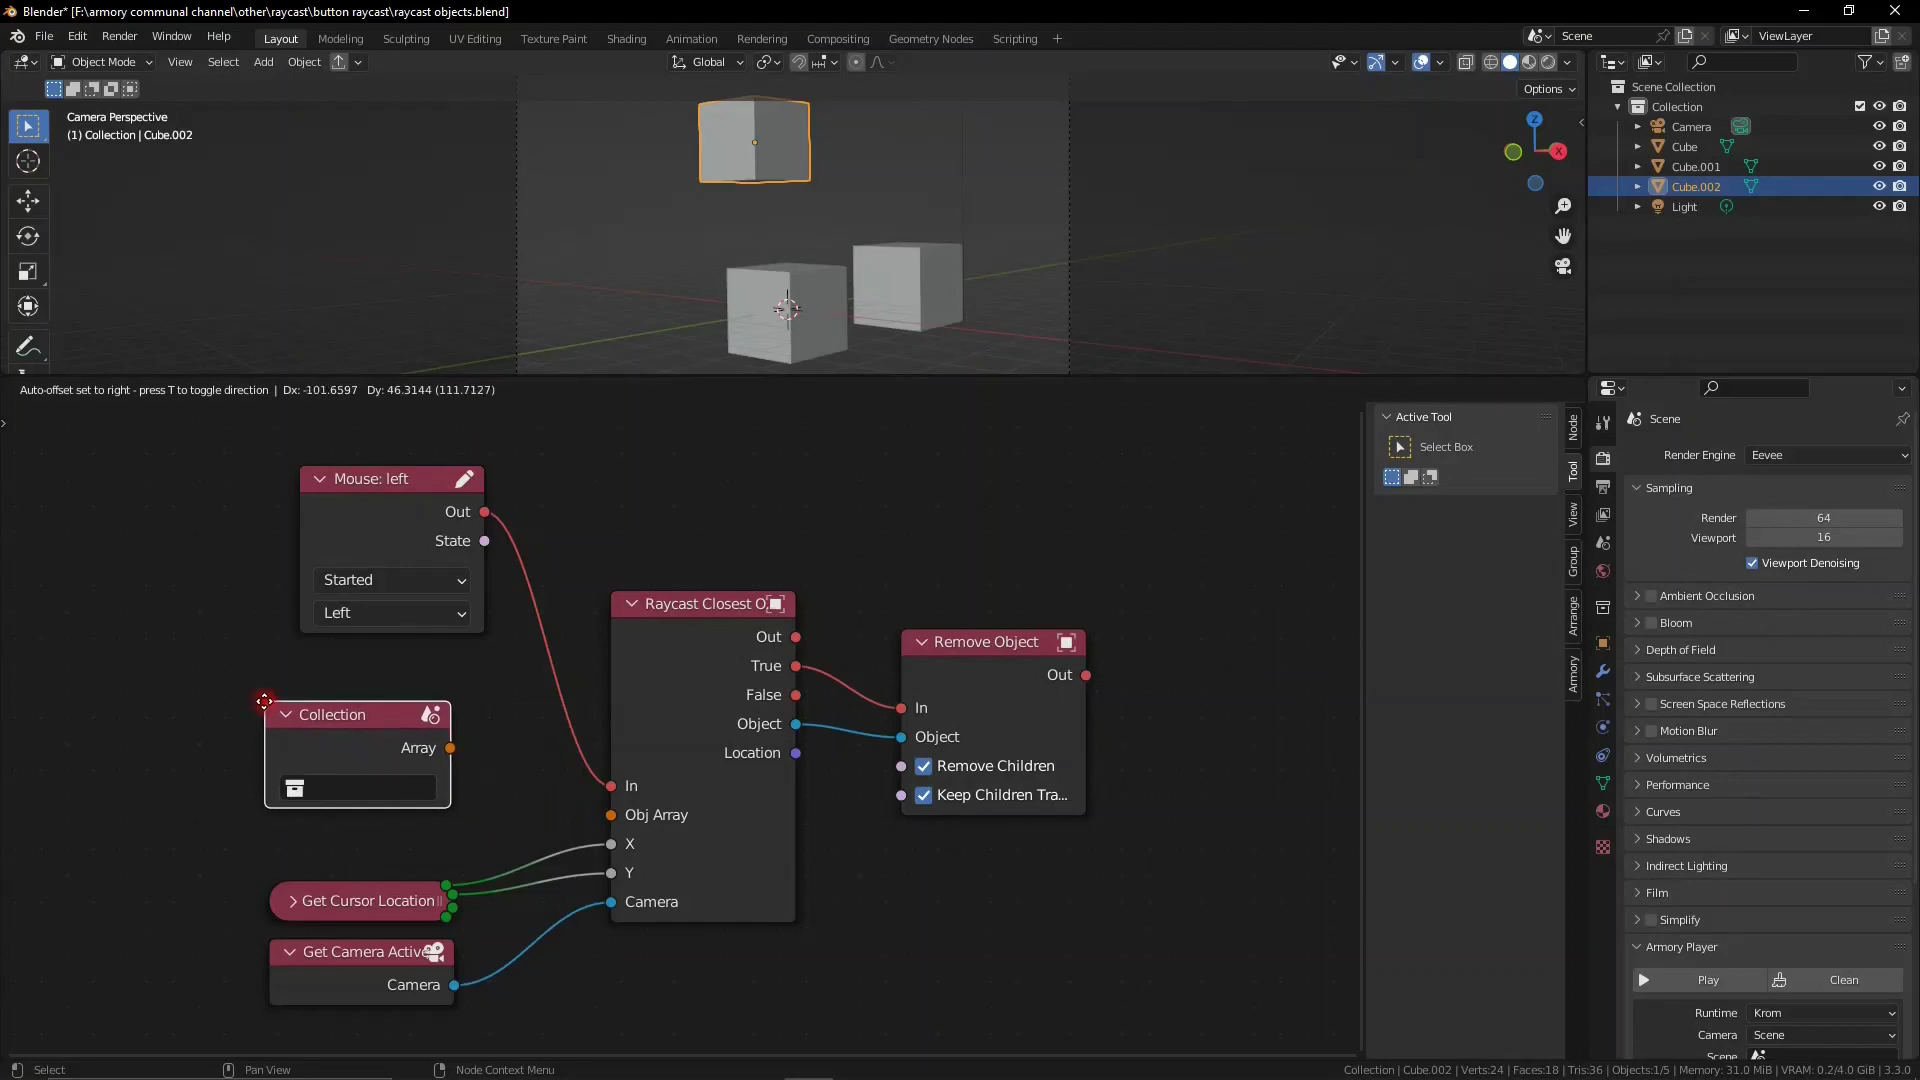 Blender* [F:\armory communal channel\other\raycast\button raycast\raycast objects.blend]
File Edit Render Window Help Layout Modeling Sculpting UV Editing Texture Paint Shading Animation Rendering Compositing Geometry Nodes Scripting + Scene ViewLayer
Object Mode View Select Add Object Global
Options
Camera Perspective
(1) Collection | Cube.002
Z
X
Scene Collection
Collection
Camera
Cube
Cube.001
Cube.002
Light
Auto-offset set to right - press T to toggle direction | Dx: -101.6597 Dy: 46.3144 (111.7127)
Mouse: left
Out
State
Started
Left
Collection
Array
Get Cursor Location
Get Camera Active
Camera
Raycast Closest O
Out
True
False
Object
Location
In
Obj Array
X
Y
Camera
Remove Object
Out
In
Object
Remove Children
Keep Children Tra...
Active Tool
Select Box
Node
Tool
View
Group
Arrange
Armory
Scene
Render Engine Eevee
Sampling
Render 64
Viewport 16
Viewport Denoising
Ambient Occlusion
Bloom
Depth of Field
Subsurface Scattering
Screen Space Reflections
Motion Blur
Volumetrics
Performance
Curves
Shadows
Indirect Lighting
Film
Simplify
Armory Player
Play Clean
Runtime Krom
Camera Scene
Scene
Select Pan View Node Context Menu Collection | Cube.002 | Verts:24 | Faces:18 | Tris:36 | Objects:1/5 | Memory: 31.0 MiB | VRAM: 0.2/4.0 GiB | 3.3.0